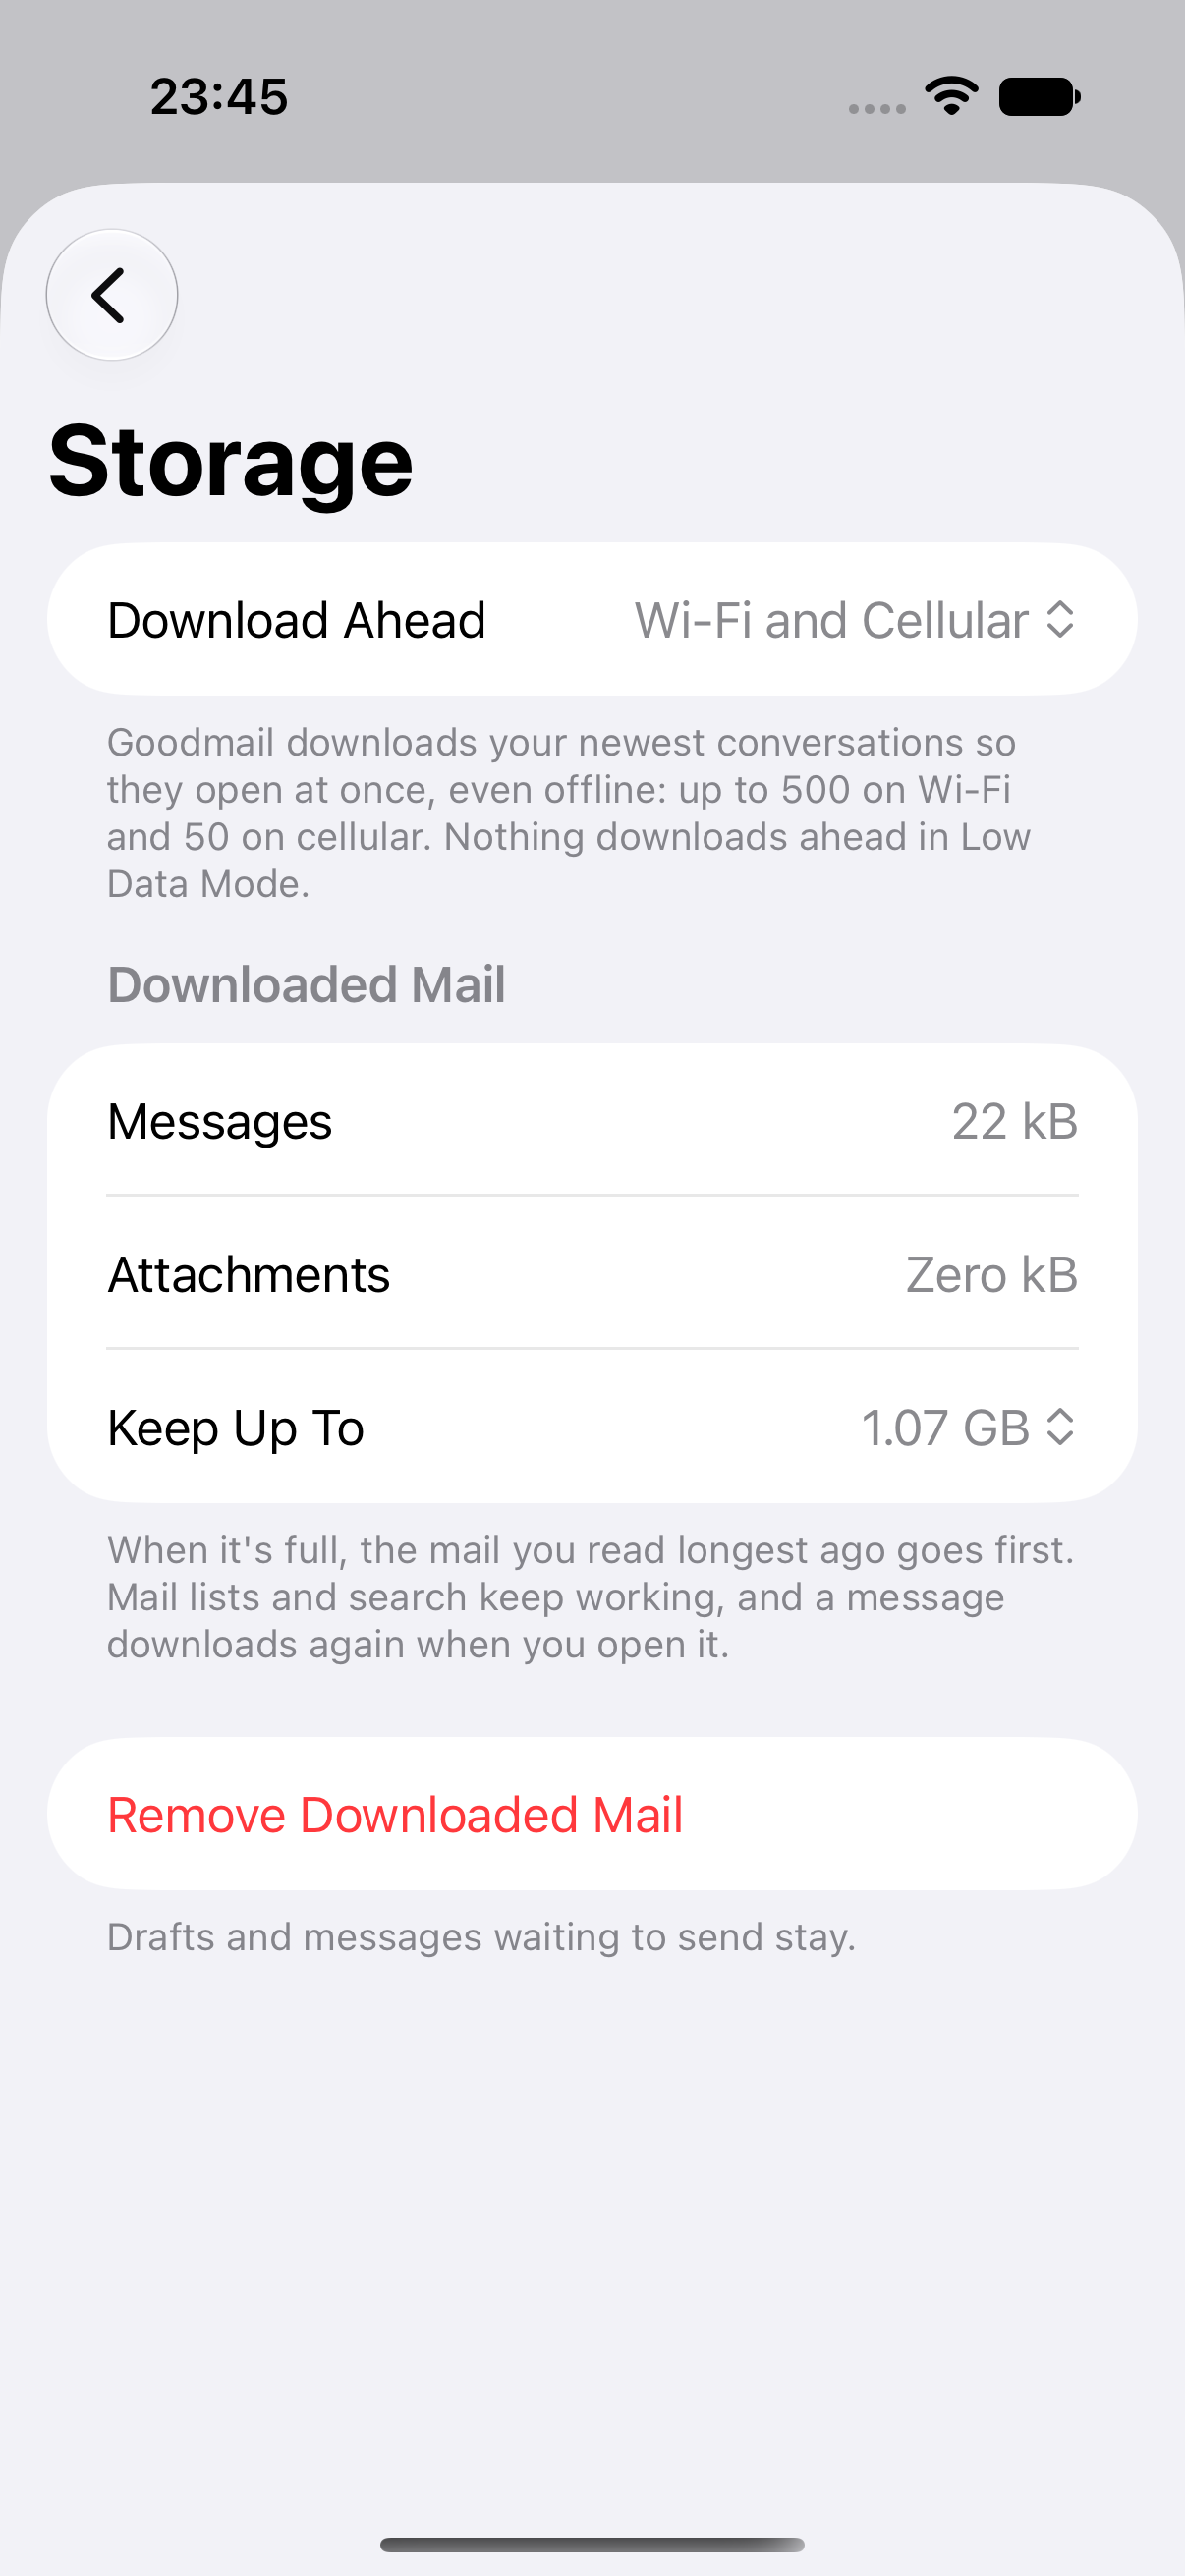 23:45
Storage
Download Ahead Wi-Fi and Cellular
Goodmail downloads your newest conversations so
they open at once, even offline: up to 500 on Wi-Fi
and 50 on cellular. Nothing downloads ahead in Low
Data Mode.
Downloaded Mail
Messages 22 kB
Attachments Zero kB
Keep Up To 1.07 GB
When it's full, the mail you read longest ago goes first.
Mail lists and search keep working, and a message
downloads again when you open it.
Remove Downloaded Mail
Drafts and messages waiting to send stay.